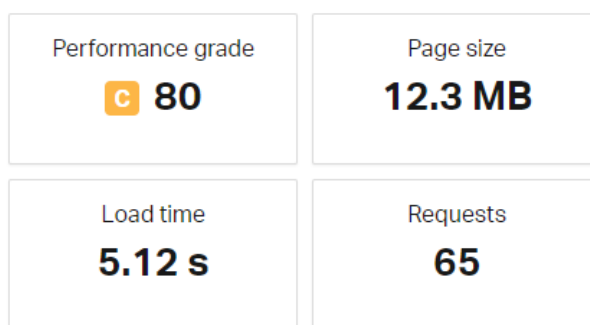 Performance grade
C 80
Page size
12.3 MB
Load time
5.12 s
Requests
65